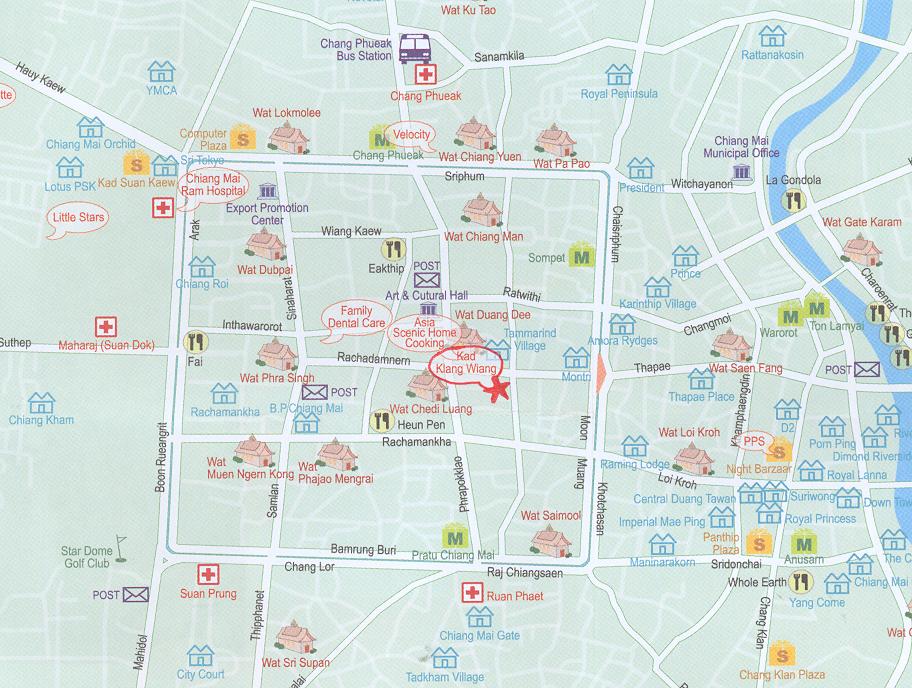 Wat Ku Tao
Chang Phueak
Bus Station
Sanamkila
Rattanakosin
Hauy Kaew
YMCA
Chang Phueak
Royal Peninsula
Wat Lokmolee
Computer
Plaza
S
M
Velocity
Chang Phueak
Wat Chiang Yuen
Wat Pa Pao
Chiang Mai
Municipal Office
Chiang Mai Orchid
Lotus PSK
S
Kad Suan Kaew
Sri Tokyo
Sriphum
President
Witchayanon
La Gondola
Chiang Mai
Ram Hospital
Export Promotion
Center
Little Stars
Arak
Wiang Kaew
Wat Chiang Man
Chaisriphum
Wat Gate Karam
Wat Dubpai
Eakthip
POST
Sompet
M
Prince
Chiang Roi
Sinaharat
Art & Cutural Hall
Ratwithi
Karinthip Village
Charoenrat
Inthawarorot
Family
Dental Care
Asia
Scenic Home
Cooking
Wat Duang Dee
Tammarind
Village
Amora Rydges
Changmoi
M
M
Warorot
Ton Lamyai
Suthep
Maharaj (Suan Dok)
Fai
Wat Phra Singh
Rachadamnern
Kad
Klang Wiang
Montri
Thapae
Wat Saen Fang
POST
Rachamankha
POST
B.P.Chiang Mai
Wat Chedi Luang
Thapae Place
Khamphaengdin
Chiang Kham
Heun Pen
Rachamankha
Moon
Muang
D2
Wat
Muen Ngern Kong
Wat
Phajao Mengrai
Raming Lodge
Wat Loi Kroh
PPS
S
Night Barzaar
Porn Ping
Dimond Riverside
Boon Rueangrit
Samlan
Phrapokklao
Loi Kroh
Royal Lanna
Khotchasan
Central Duang Tawan
Suriwong
Down Tow
Wat Saimool
Imperial Mae Ping
Royal Princess
Star Dome
Golf Club
Bamrung Buri
M
Pratu Chiang Mai
Panthip
Plaza
S
M
Anusarn
The C
Chang Lor
Raj Chiangsaen
Maninarakorn
Sridonchai
Whole Earth
Chiang Mai
POST
Suan Prung
Ruan Phaet
Yang Come
Mahidol
Thipphanet
Chiang Mai Gate
Chang Klan
Wat Sri Supan
City Court
Tadkham Village
S
Chang Klan Plaza